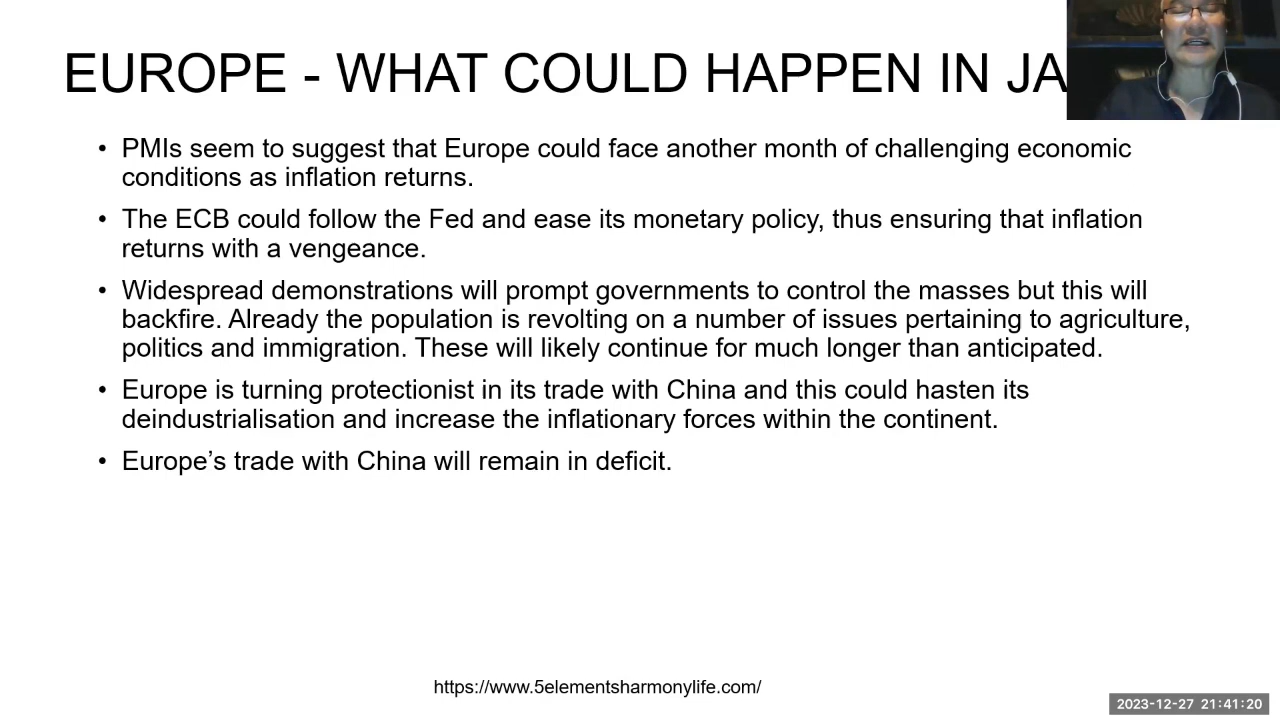 EUROPE - WHAT COULD HAPPEN IN JA
• PMIs seem to suggest that Europe could face another month of challenging economic
conditions as inflation returns.
• The ECB could follow the Fed and ease its monetary policy, thus ensuring that inflation
returns with a vengeance.
• Widespread demonstrations will prompt governments to control the masses but this will
backfire. Already the population is revolting on a number of issues pertaining to agriculture,
politics and immigration. These will likely continue for much longer than anticipated.
• Europe is turning protectionist in its trade with China and this could hasten its
deindustrialisation and increase the inflationary forces within the continent.
• Europe’s trade with China will remain in deficit.
https://www.5elementsharmonylife.com/
2023-12-27 21:41:20